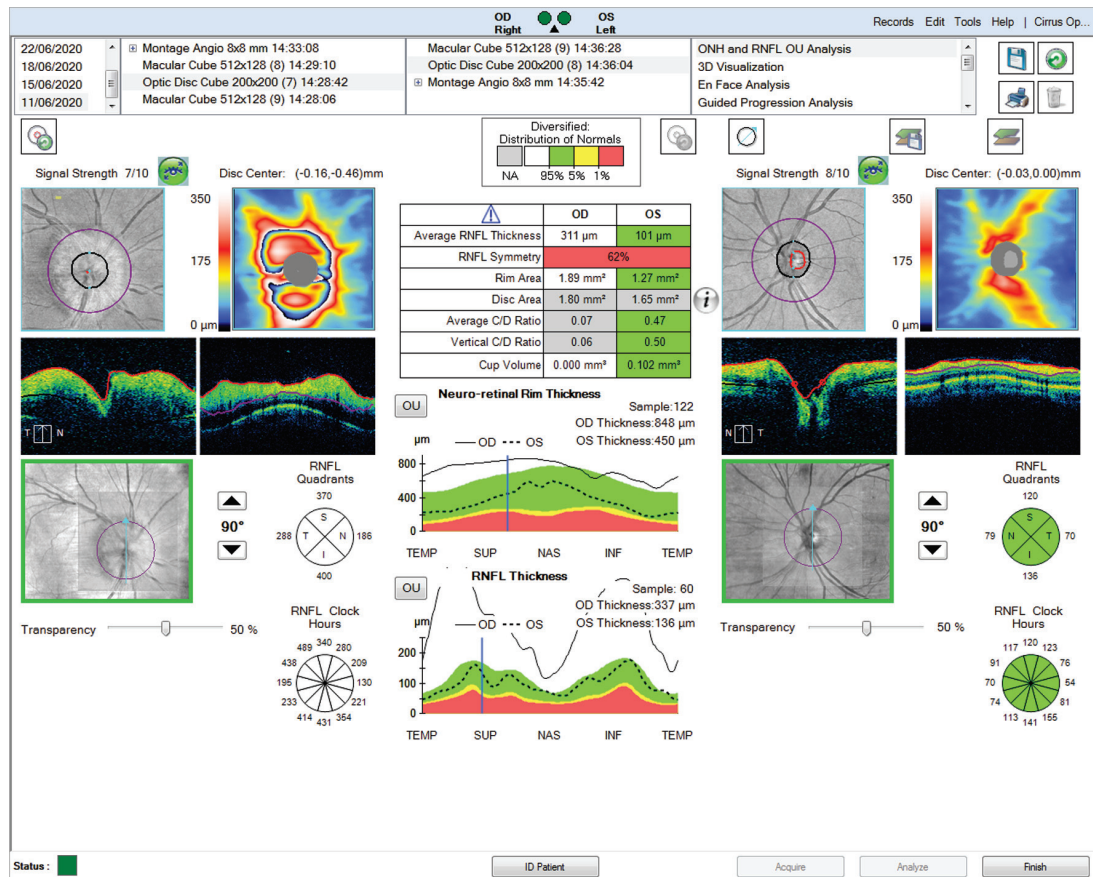 OD
Right
OS
Left
Records Edit Tools Help | Cirrus Op...
22/06/2020
18/06/2020
15/06/2020
11/06/2020
Montage Angio 8x8 mm 14:33:08
Macular Cube 512x128 (8) 14:29:10
Optic Disc Cube 200x200 (7) 14:28:42
Macular Cube 512x128 (9) 14:28:06
Macular Cube 512x128 (9) 14:36:28
Optic Disc Cube 200x200 (8) 14:36:04
Montage Angio 8x8 mm 14:35:42
ONH and RNFL OU Analysis
3D Visualization
En Face Analysis
Guided Progression Analysis
Diversified:
Distribution of Normals
NA 95% 5% 1%
Signal Strength 7/10
Disc Center: (-0.16,-0.46)mm
350
175
0 µm
T N
OD OS
Average RNFL Thickness 311 µm 101 µm
RNFL Symmetry 62%
Rim Area 1.89 mm² 1.27 mm²
Disc Area 1.80 mm² 1.65 mm²
Average C/D Ratio 0.07 0.47
Vertical C/D Ratio 0.06 0.50
Cup Volume 0.000 mm³ 0.102 mm³
i
Signal Strength 8/10
Disc Center: (-0.03,0.00)mm
350
175
0 µm
N T
OU
Neuro-retinal Rim Thickness
Sample:122
OD Thickness:848 µm
OS Thickness:450 µm
µm
OD OS
800
400
0
TEMP SUP NAS INF TEMP
OU
RNFL Thickness
Sample: 60
OD Thickness:337 µm
OS Thickness:136 µm
µm
OD OS
200
100
0
TEMP SUP NAS INF TEMP
90°
RNFL
Quadrants
370
S
288 T N 186
I
400
Transparency 50 %
RNFL Clock
Hours
489 340 280
438 209
195 130
233 221
414 431 354
90°
RNFL
Quadrants
120
S
79 N T 70
I
136
Transparency 50 %
RNFL Clock
Hours
117 120 123
91 76
70 54
74 81
113 141 155
Status :
ID Patient
Acquire
Analyze
Finish